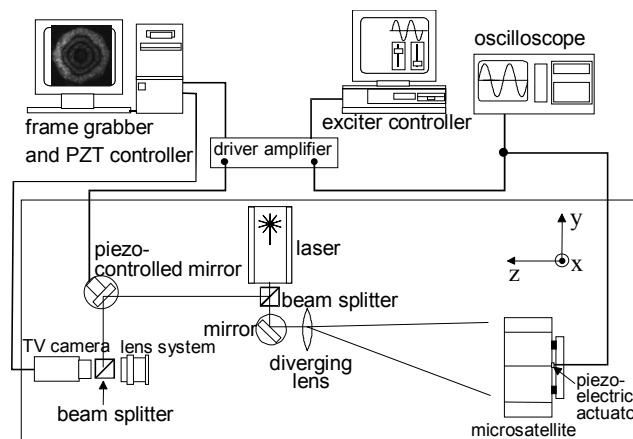 oscilloscope
frame grabber
and PZT controller
exciter controller
driver amplifier
piezo-
controlled mirror
laser
y
z
x
beam splitter
mirror
TV camera
lens system
diverging
lens
beam splitter
piezo-
electric
actuato
microsatellite